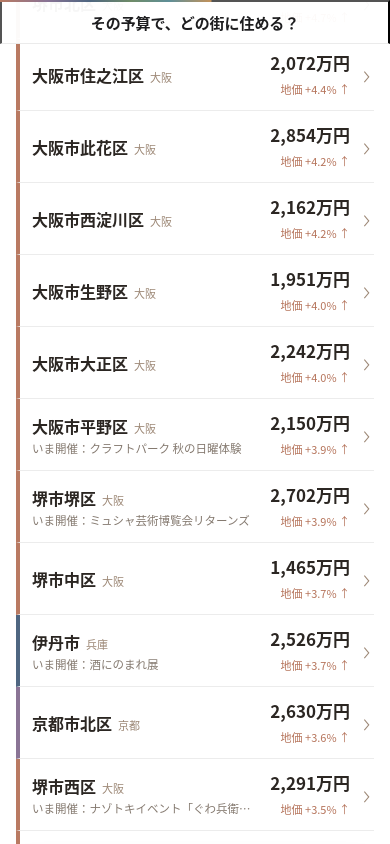 その予算で、どの街に住める？
大阪市住之江区 大阪
2,072万円
地価 +4.4% ↑
大阪市此花区 大阪
2,854万円
地価 +4.2% ↑
大阪市西淀川区 大阪
2,162万円
地価 +4.2% ↑
大阪市生野区 大阪
1,951万円
地価 +4.0% ↑
大阪市大正区 大阪
2,242万円
地価 +4.0% ↑
大阪市平野区 大阪
いま開催：クラフトパーク 秋の日曜体験
2,150万円
地価 +3.9% ↑
堺市堺区 大阪
いま開催：ミュシャ芸術博覧会リターンズ
2,702万円
地価 +3.9% ↑
堺市中区 大阪
1,465万円
地価 +3.7% ↑
伊丹市 兵庫
いま開催：酒にのまれ展
2,526万円
地価 +3.7% ↑
京都市北区 京都
2,630万円
地価 +3.6% ↑
堺市西区 大阪
いま開催：ナゾトキイベント「ぐわ兵衛…
2,291万円
地価 +3.5% ↑